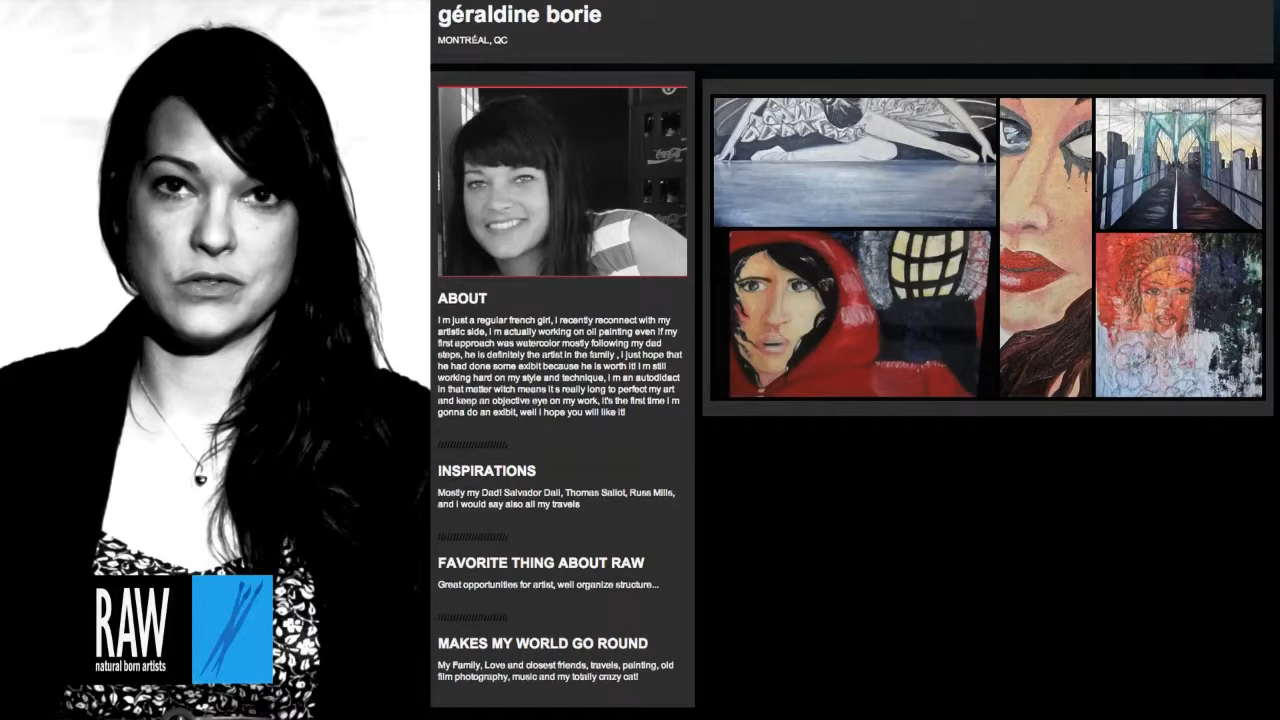 géraldine borie
MONTRÉAL, QC
Coca-Cola
ABOUT
I m just a regular french girl, i recently reconnect with my
artistic side, i m actually working on oil painting even if my
first approach was watercolor mostly following my dad
steps, he is definitely the artist in the family , i just hope that
he had done some exibit because he is worth it! I m still
working hard on my style and technique, i m an autodidact
in that matter witch means it s really long to perfect my art
and keep an objective eye on my work, it's the first time i m
gonna do an exibit, well i hope you will like it!
////////////////////////
INSPIRATIONS
Mostly my Dad! Salvador Dali, Thomas Saliot, Russ Mills,
and i would say also all my travels
////////////////////////
FAVORITE THING ABOUT RAW
Great opportunities for artist, well organize structure...
////////////////////////
MAKES MY WORLD GO ROUND
My Family, Love and closest friends, travels, painting, old
film photography, music and my totally crazy cat!
RAW
natural born artists